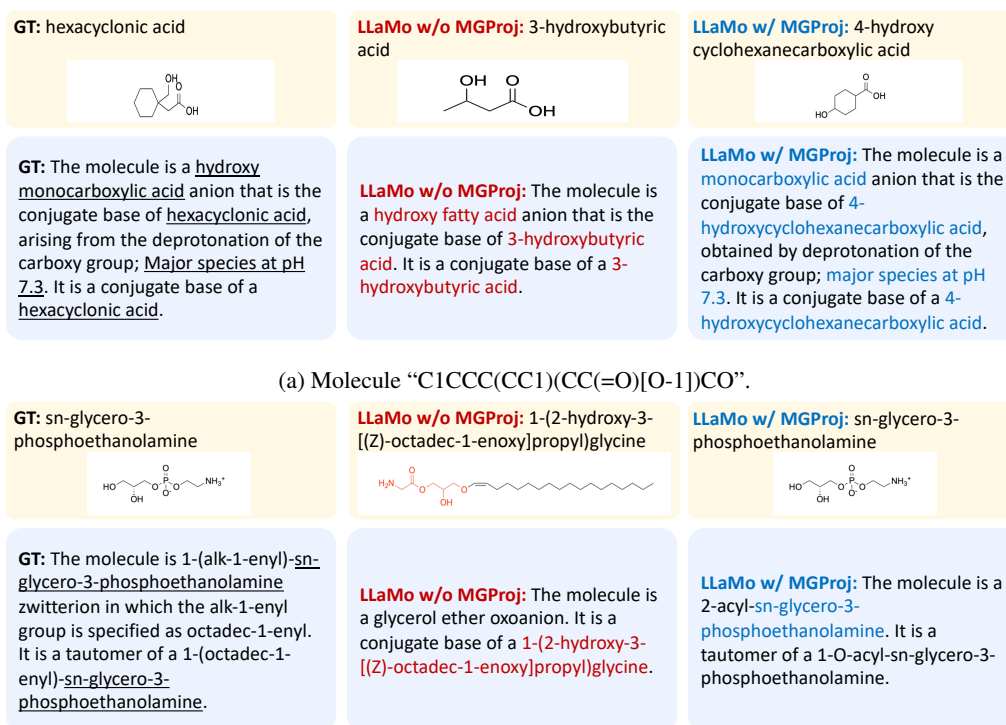 GT: hexacyclonic acid
OH
O
OH
LLaMo w/o MGProj: 3-hydroxybutyric
acid
OH
O
OH
LLaMo w/ MGProj: 4-hydroxy
cyclohexanecarboxylic acid
O
OH
HO
GT: The molecule is a hydroxy
monocarboxylic acid anion that is the
conjugate base of hexacyclonic acid,
arising from the deprotonation of the
carboxy group; Major species at pH
7.3. It is a conjugate base of a
hexacyclonic acid.
LLaMo w/o MGProj: The molecule is
a hydroxy fatty acid anion that is the
conjugate base of 3-hydroxybutyric
acid. It is a conjugate base of a 3-
hydroxybutyric acid.
LLaMo w/ MGProj: The molecule is a
monocarboxylic acid anion that is the
conjugate base of 4-
hydroxycyclohexanecarboxylic acid,
obtained by deprotonation of the
carboxy group; major species at pH
7.3. It is a conjugate base of a 4-
hydroxycyclohexanecarboxylic acid.
(a) Molecule “C1CCC(CC1)(CC(=O)[O-1])CO”.
GT: sn-glycero-3-
phosphoethanolamine
HO
OH
O
O
P
O⁻
O
NH₃⁺
LLaMo w/o MGProj: 1-(2-hydroxy-3-
[(Z)-octadec-1-enoxy]propyl)glycine
H₂N
O
O
OH
O
LLaMo w/ MGProj: sn-glycero-3-
phosphoethanolamine
HO
OH
O
O
P
O⁻
O
NH₃⁺
GT: The molecule is 1-(alk-1-enyl)-sn-
glycero-3-phosphoethanolamine
zwitterion in which the alk-1-enyl
group is specified as octadec-1-enyl.
It is a tautomer of a 1-(octadec-1-
enyl)-sn-glycero-3-
phosphoethanolamine.
LLaMo w/o MGProj: The molecule is
a glycerol ether oxoanion. It is a
conjugate base of a 1-(2-hydroxy-3-
[(Z)-octadec-1-enoxy]propyl)glycine.
LLaMo w/ MGProj: The molecule is a
2-acyl-sn-glycero-3-
phosphoethanolamine. It is a
tautomer of a 1-O-acyl-sn-glycero-3-
phosphoethanolamine.